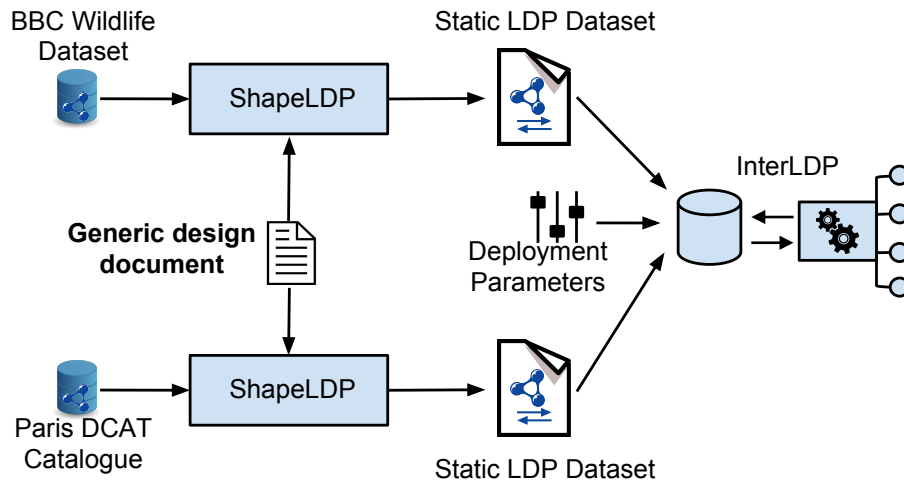 BBC Wildlife
Dataset
Static LDP Dataset
ShapeLDP
InterLDP
Generic design
document
Deployment
Parameters
ShapeLDP
Paris DCAT
Catalogue
Static LDP Dataset